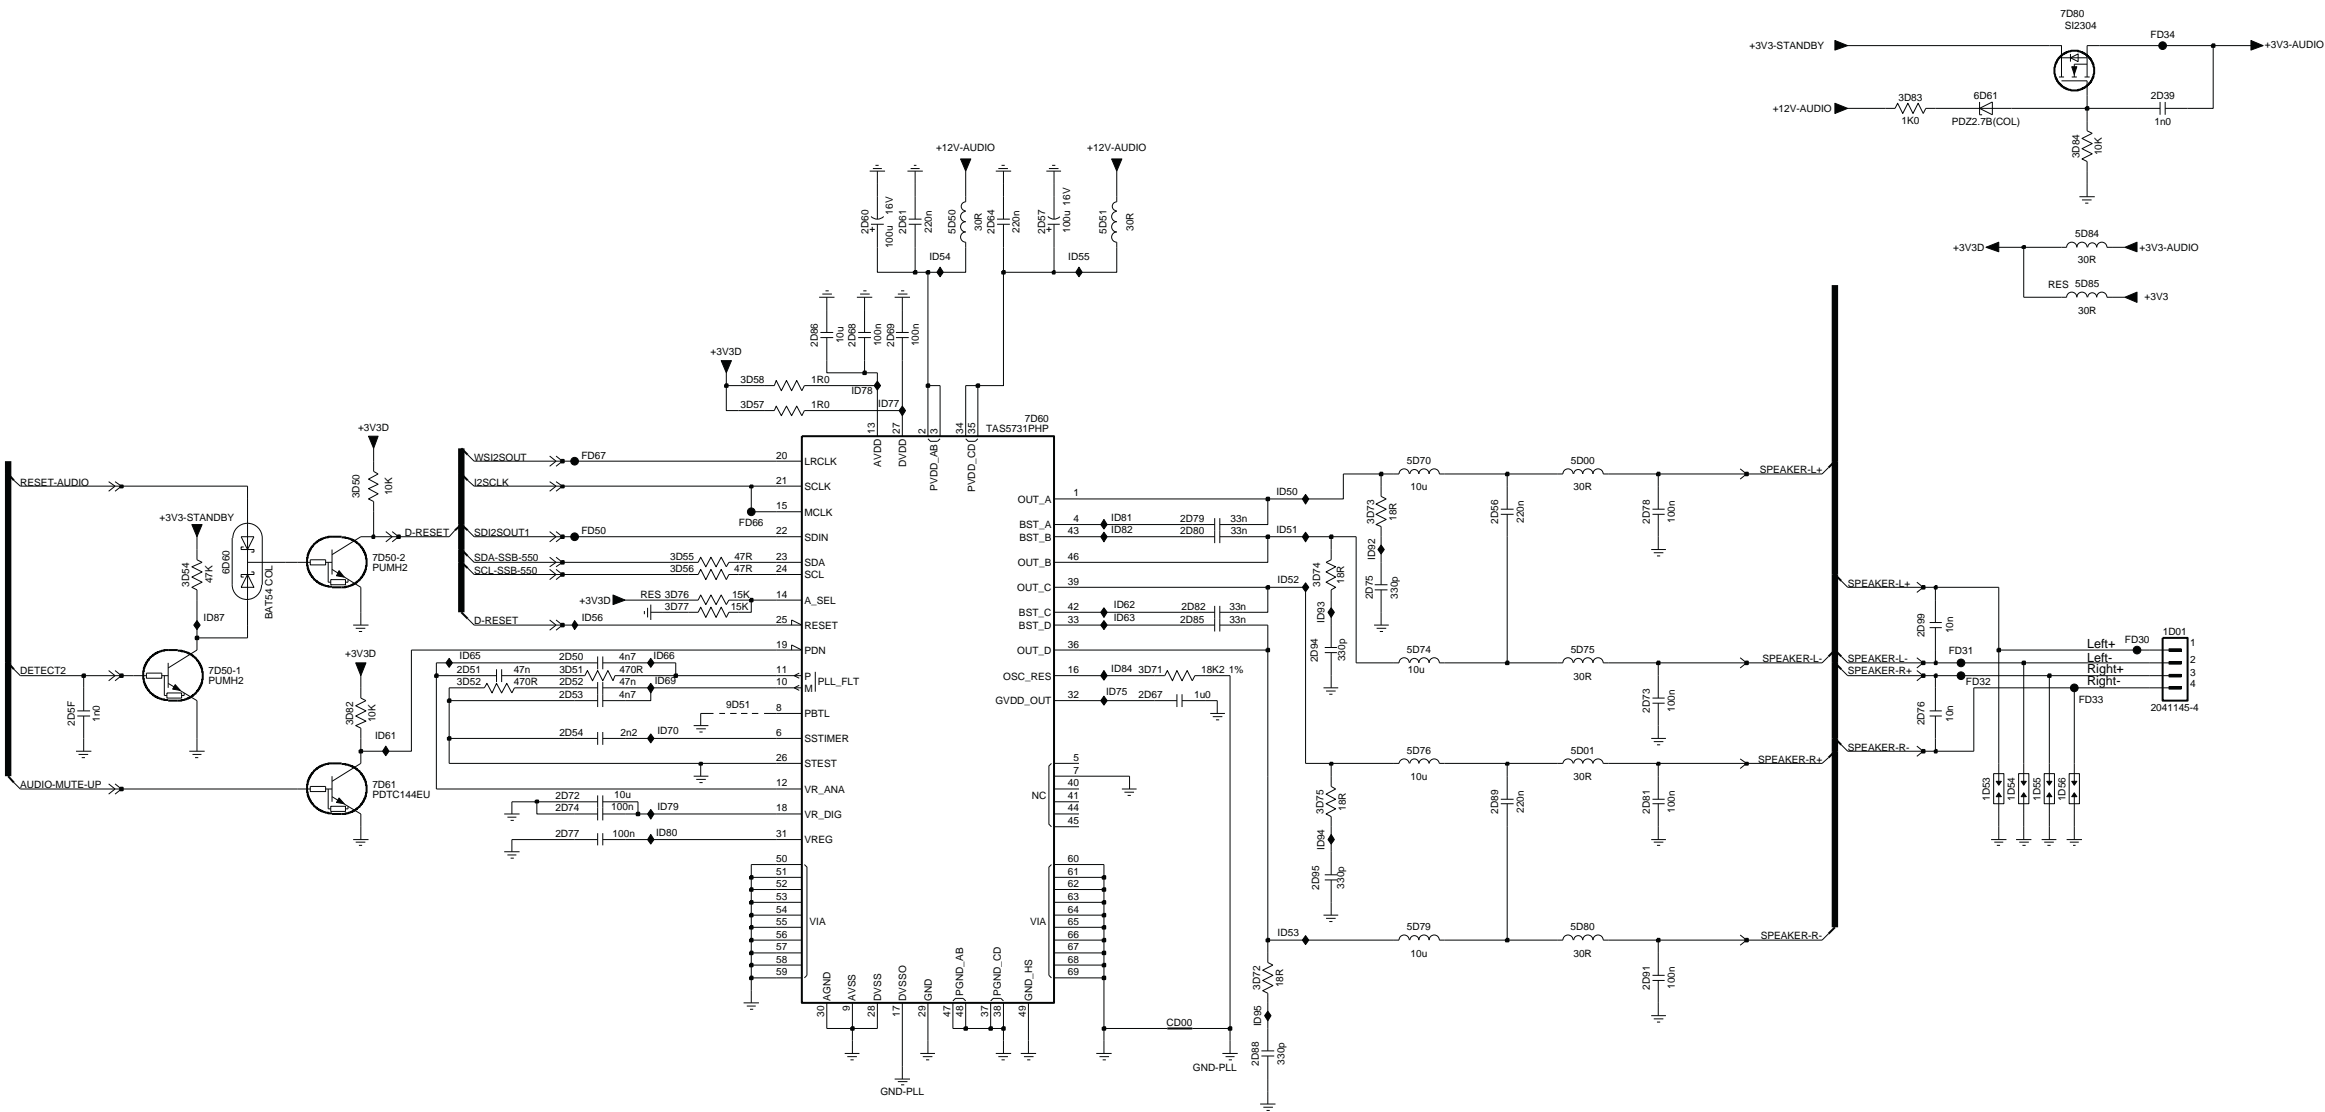 7D80
SI2304
+3V3-STANDBY
FD34
+3V3-AUDIO
+12V-AUDIO
3D83
1K0
6D61
PDZ2.7B(COL)
2D39
1n0
3D84
10K
+3V3D
5D84
30R
+3V3-AUDIO
RES 5D85
30R
+3V3
+12V-AUDIO
+12V-AUDIO
2D60
100u 16V
2D61
220n
5D50
30R
2D64
220n
2D57
100u 16V
5D51
30R
ID54
ID55
2D86
10u
2D68
100n
2D69
100n
+3V3D
3D58
1R0
ID78
3D57
1R0
ID77
7D60
TAS5731PHP
13
27
2
3
34
35
AVDD
DVDD
PVDD_AB
PVDD_CD
RESET-AUDIO
+3V3-STANDBY
3D54
47K
6D60
BAT54 COL
ID87
DETECT2
2D5F
1n0
7D50-1
PUMH2
+3V3D
3D50
10K
7D50-2
PUMH2
D-RESET
+3V3D
3D82
10K
ID61
AUDIO-MUTE-UP
7D61
PDTC144EU
WSI2SOUT
FD67
20
LRCLK
I2SCLK
21
SCLK
15
MCLK
FD66
SDI2SOUT1
FD50
22
SDIN
SDA-SSB-550
3D55
47R
23
SDA
SCL-SSB-550
3D56
47R
24
SCL
+3V3D
RES 3D76
15K
14
A_SEL
3D77
15K
D-RESET
ID56
25
RESET
19
PDN
ID65
2D50
4n7
ID66
2D51
47n
3D51
470R
11
P
3D52
470R
2D52
47n
ID69
10
M
PLL_FLT
2D53
4n7
9D51
8
PBTL
2D54
2n2
ID70
6
SSTIMER
26
STEST
12
VR_ANA
2D72
10u
2D74
100n
ID79
18
VR_DIG
2D77
100n
ID80
31
VREG
50
51
52
53
54
55
56
57
58
59
VIA
AGND
AVSS
DVSS
DVSSO
GND
PGND_AB
PGND_CD
GND_HS
30
9
28
17
29
47
48
37
38
49
GND-PLL
OUT_A
1
ID50
BST_A
4
ID81
2D79
33n
BST_B
43
ID82
2D80
33n
ID51
OUT_B
46
OUT_C
39
ID52
BST_C
42
ID62
2D82
33n
BST_D
33
ID63
2D85
33n
OUT_D
36
OSC_RES
16
ID84
3D71
18K2 1%
GVDD_OUT
32
ID75
2D67
1u0
NC
5
7
40
41
44
45
VIA
60
61
62
63
64
65
66
67
68
69
CD00
GND-PLL
3D73
18R
ID92
2D75
330p
3D74
18R
ID93
2D94
330p
3D75
18R
ID94
2D95
330p
ID53
3D72
18R
ID95
2D88
330p
5D70
10u
2D56
220n
5D00
30R
2D78
100n
SPEAKER-L+
5D74
10u
5D75
30R
2D73
100n
SPEAKER-L-
5D76
10u
2D89
220n
5D01
30R
2D81
100n
SPEAKER-R+
5D79
10u
5D80
30R
2D91
100n
SPEAKER-R-
SPEAKER-L+
2D99
10n
SPEAKER-L-
FD31
SPEAKER-R+
FD32
2D76
10n
SPEAKER-R-
Left+
FD30
Left-
Right+
Right-
FD33
1D01
1
2
3
4
2041145-4
1D53
1D54
1D55
1D56